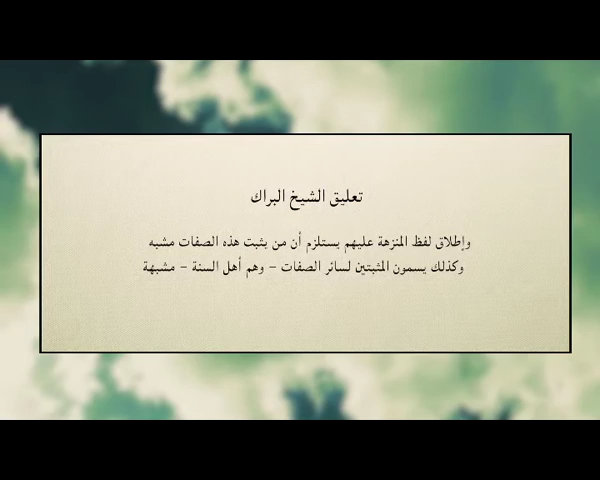 تعليق الشيخ البراك
وإطلاق لفظ المنزهة عليهم يستلزم أن من يثبت هذه الصفات مشبه
وكذلك يسمون المثبتين لسائر الصفات - وهم أهل السنة - مشبهة